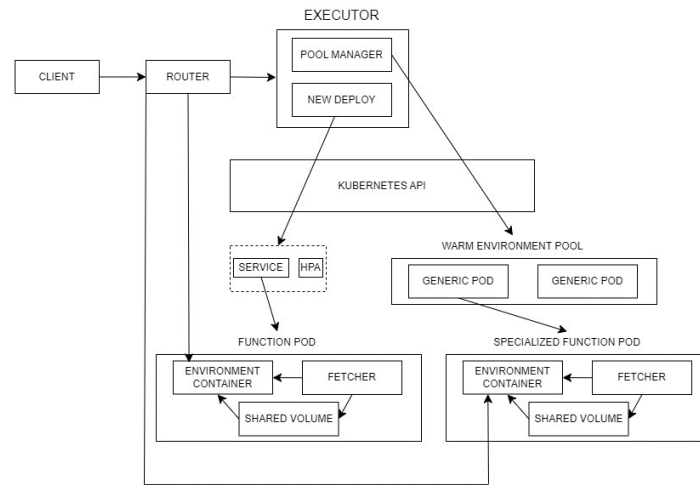 EXECUTOR
POOL MANAGER
CLIENT
ROUTER
NEW DEPLOY
KUBERNETES API
WARM ENVIRONMENT POOL
SERVICE
HPA
GENERIC POD
GENERIC POD
FUNCTION POD
SPECIALIZED FUNCTION POD
ENVIRONMENT
CONTAINER
FETCHER
SHARED VOLUME
ENVIRONMENT
CONTAINER
FETCHER
SHARED VOLUME